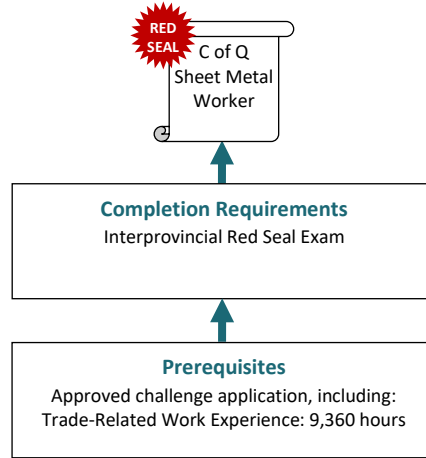 RED
SEAL
C of Q
Sheet Metal
Worker
Completion Requirements
Interprovincial Red Seal Exam
Prerequisites
Approved challenge application, including:
Trade-Related Work Experience: 9,360 hours